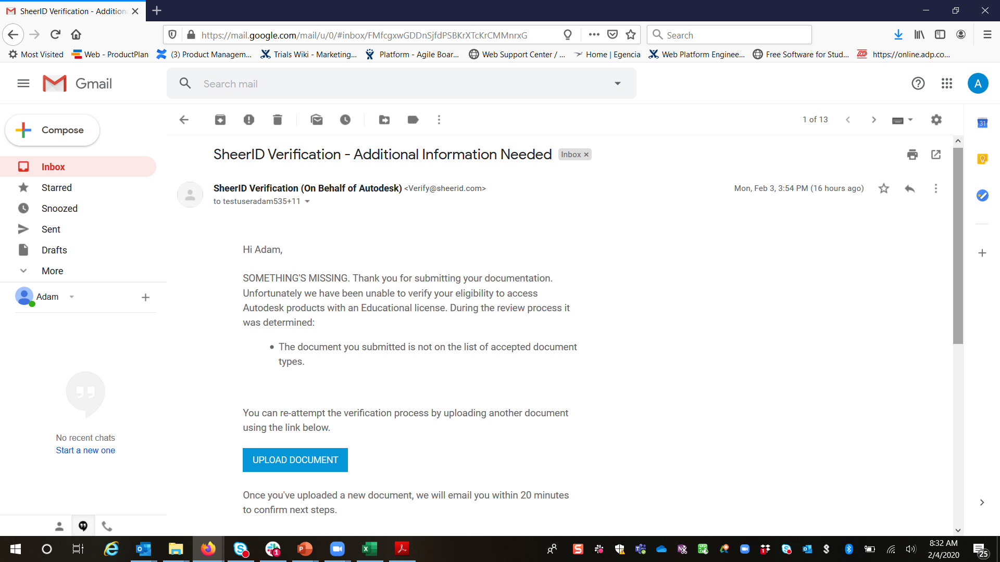 SheerID Verification - Addition
https://mail.google.com/mail/u/0/#inbox/FMfcgxwGDDnSjfdPSBKrXTcKrCMMnrxG
Search
Most Visited
Web - ProductPlan
(3) Product Managem...
Trials Wiki - Marketing...
Platform - Agile Boar...
Web Support Center / ...
Home | Egencia
Web Platform Enginee...
Free Software for Stud...
https://online.adp.co...
Gmail
Search mail
A
Compose
1 of 13
31
SheerID Verification - Additional Information Needed
Inbox
Inbox
Starred
Snoozed
Sent
Drafts
More
Adam
SheerID Verification (On Behalf of Autodesk) <Verify@sheerid.com>
Mon, Feb 3, 3:54 PM (16 hours ago)
to testuseradam535+11
Hi Adam,
SOMETHING'S MISSING. Thank you for submitting your documentation.
Unfortunately we have been unable to verify your eligibility to access
Autodesk products with an Educational license. During the review process it
was determined:
• The document you submitted is not on the list of accepted document
types.
You can re-attempt the verification process by uploading another document
using the link below.
UPLOAD DOCUMENT
Once you've uploaded a new document, we will email you within 20 minutes
to confirm next steps.
No recent chats
Start a new one
8:32 AM
2/4/2020
25